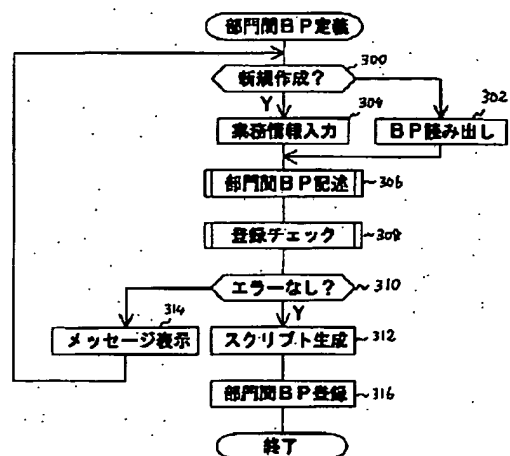 部門間BP定義
新規作成?
300
Y
304
302
業務情報入力
BP読み出し
部門間BP記述
306
登録チェック
308
エラーなし?
310
314
Y
メッセージ表示
スクリプト生成
312
部門間BP登録
316
終了